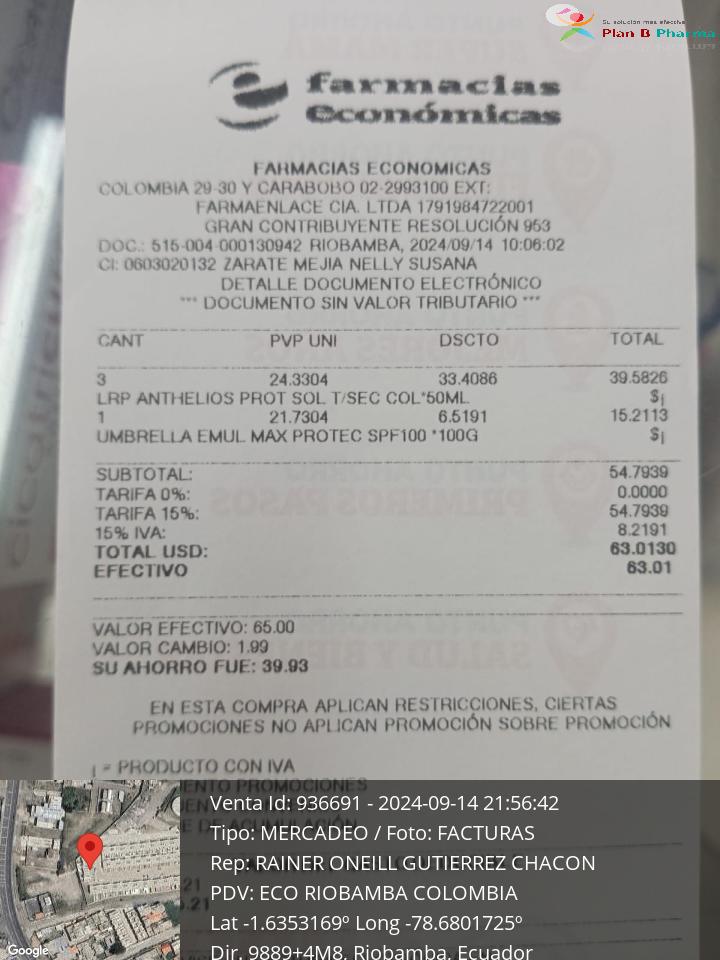 Su solución más efectiva
Plan B Pharma
farmacias
económicas
FARMACIAS ECONOMICAS
COLOMBIA 29-30 Y CARABOBO 02-2993100 EXT:
FARMAENLACE CIA. LTDA 1791984722001
GRAN CONTRIBUYENTE RESOLUCIÓN 953
DOC.: 515-004-000130942 RIOBAMBA, 2024/09/14 10:06:02
CI: 0603020132 ZARATE MEJIA NELLY SUSANA
DETALLE DOCUMENTO ELECTRÓNICO
*** DOCUMENTO SIN VALOR TRIBUTARIO ***
CANT PVP UNI DSCTO TOTAL
3 24.3304 33.4086 39.5826
LRP ANTHELIOS PROT SOL T/SEC COL*50ML $¡
1 21.7304 6.5191 15.2113
UMBRELLA EMUL MAX PROTEC SPF100 *100G $¡
SUBTOTAL: 54.7939
TARIFA 0%: 0.0000
TARIFA 15%: 54.7939
15% IVA: 8.2191
TOTAL USD: 63.0130
EFECTIVO 63.01
VALOR EFECTIVO: 65.00
VALOR CAMBIO: 1.99
SU AHORRO FUE: 39.93
EN ESTA COMPRA APLICAN RESTRICCIONES, CIERTAS
PROMOCIONES NO APLICAN PROMOCIÓN SOBRE PROMOCIÓN
¡ = PRODUCTO CON IVA
PROMOCIONES
Venta Id: 936691 - 2024-09-14 21:56:42
Tipo: MERCADEO / Foto: FACTURAS
Rep: RAINER ONEILL GUTIERREZ CHACON
PDV: ECO RIOBAMBA COLOMBIA
Lat -1.6353169º Long -78.6801725º
Dir. 9889+4M8, Riobamba, Ecuador
Google